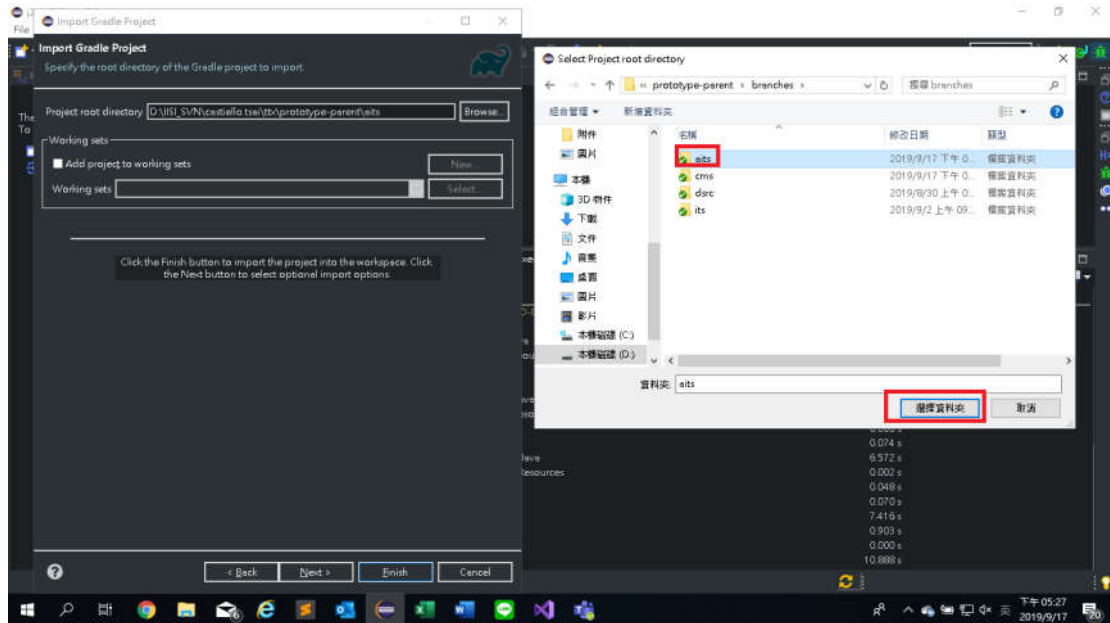 File
Import Gradle Project
Import Gradle Project
Specify the root directory of the Gradle project to import.
Project root directory D:\IISI_SVN\castiello.tsai\ttx\prototype-parent\aits Browse...
Working sets
Add project to working sets New...
Working sets Select...
Click the Finish button to import the project into the workspace. Click
the Next button to select optional import options.
< Back Next > Finish Cancel
Select Project root directory
« prototype-parent › branches › 搜尋 branches
組合管理 新增資料夾
名稱 修改日期 類型
附件
圖片
本機
3D 物件
下載
文件
音樂
桌面
圖片
影片
本機磁碟 (C:)
本機磁碟 (D:)
aits 2019/9/17 下午 0... 檔案資料夾
cms 2019/9/17 下午 0... 檔案資料夾
dsrc 2019/8/30 上午 0... 檔案資料夾
its 2019/9/2 上午 09... 檔案資料夾
資料夾: aits
選擇資料夾 取消
0.074 s
6.572 s
0.002 s
0.048 s
0.070 s
7.416 s
0.903 s
0.000 s
10.888 s
英
下午 05:27
2019/9/17
20